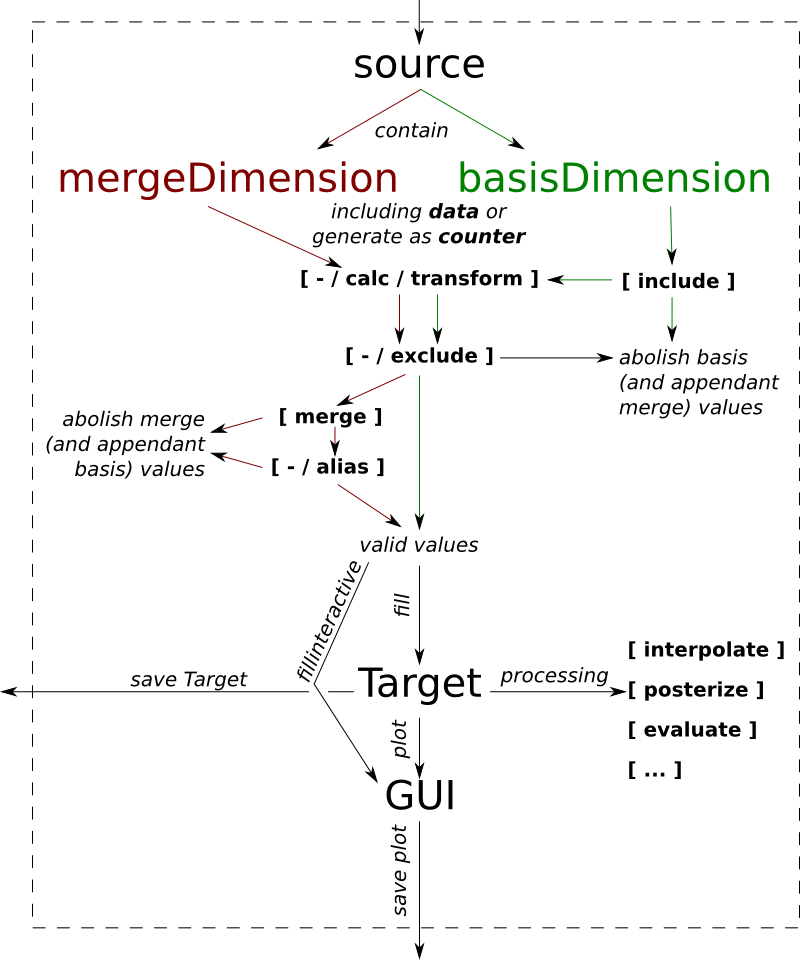 source
contain
mergeDimension
basisDimension
including data or
generate as counter
[ - / calc / transform ]
[ include ]
[ - / exclude ]
abolish basis
(and appendant
merge) values
[ merge ]
abolish merge
(and appendant
basis) values
[ - / alias ]
valid values
fillinteractive
fill
save Target
Target
processing
[ interpolate ]
[ posterize ]
[ evaluate ]
[ ... ]
plot
GUI
save plot